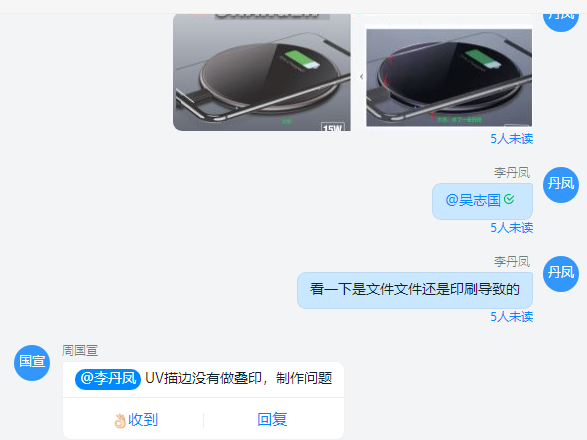 丹凤
15W
5人未读
李丹凤
丹凤
@吴志国
5人未读
李丹凤
丹凤
看一下是文件文件还是印刷导致的
5人未读
周国宣
国宣
@李丹凤 UV描边没有做叠印，制作问题
👌🏻收到
回复